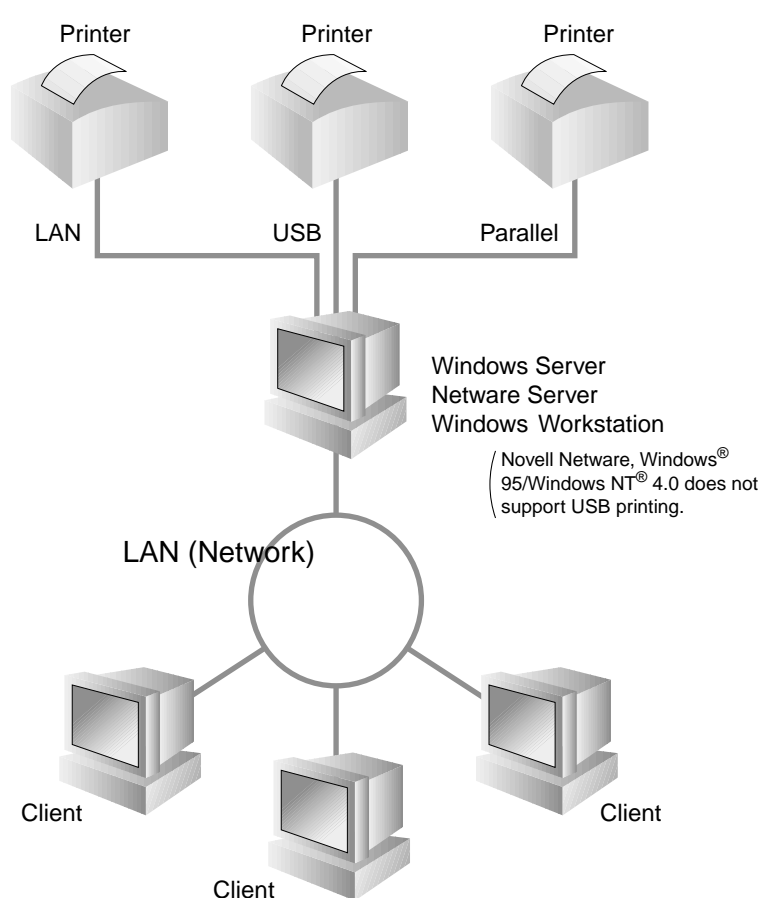 Printer
Printer
Printer
LAN
USB
Parallel
Windows Server
Netware Server
Windows Workstation
Novell Netware, Windows®
95/Windows NT® 4.0 does not
support USB printing.
LAN (Network)
Client
Client
Client